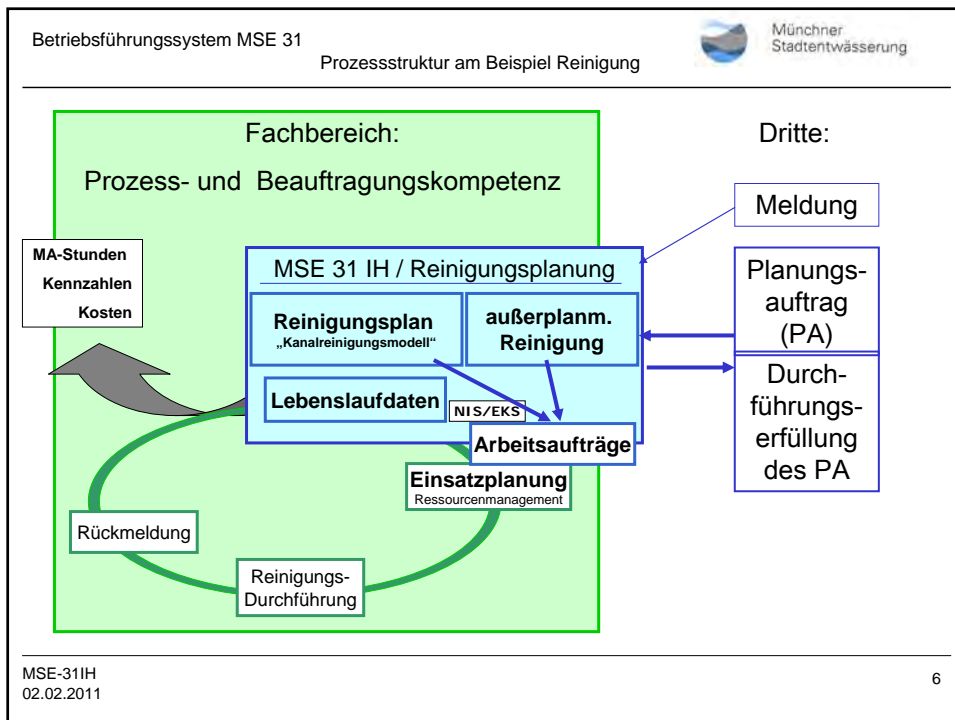 Betriebsführungssystem MSE 31
Prozessstruktur am Beispiel Reinigung
Münchner
Stadtentwässerung
Fachbereich:
Prozess- und Beauftragungskompetenz
Dritte:
Meldung
MA-Stunden
Kennzahlen
Kosten
MSE 31 IH / Reinigungsplanung
Reinigungsplan
„Kanalreinigungsmodell“
außerplanm.
Reinigung
Planungs-
auftrag
(PA)
Durch-
führungs-
erfüllung
des PA
Lebenslaufdaten
NIS/EKS
Arbeitsaufträge
Einsatzplanung
Ressourcenmanagement
Rückmeldung
Reinigungs-
Durchführung
MSE-31IH
02.02.2011
6